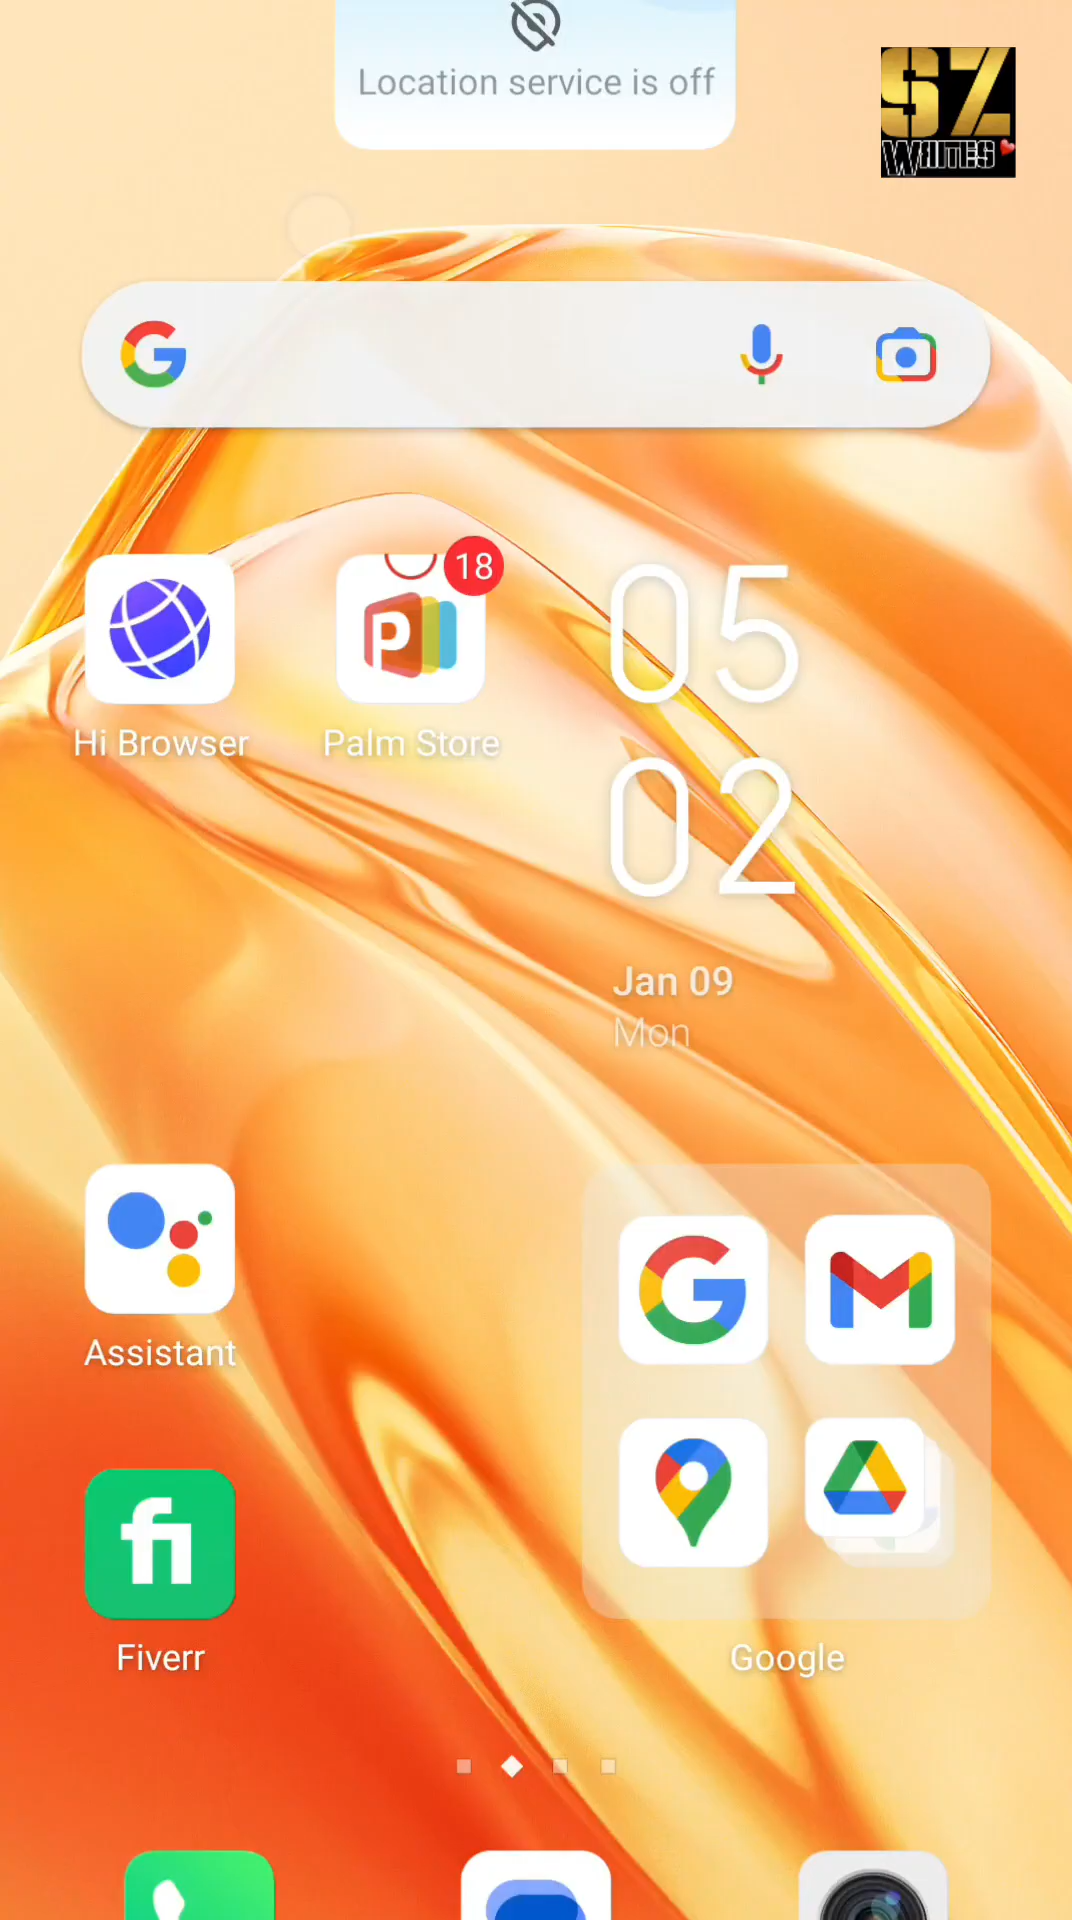 Location service is off
SZ
WRITES
18
05
Hi Browser
Palm Store
02
Jan 09
Mon
Assistant
Fiverr
Google